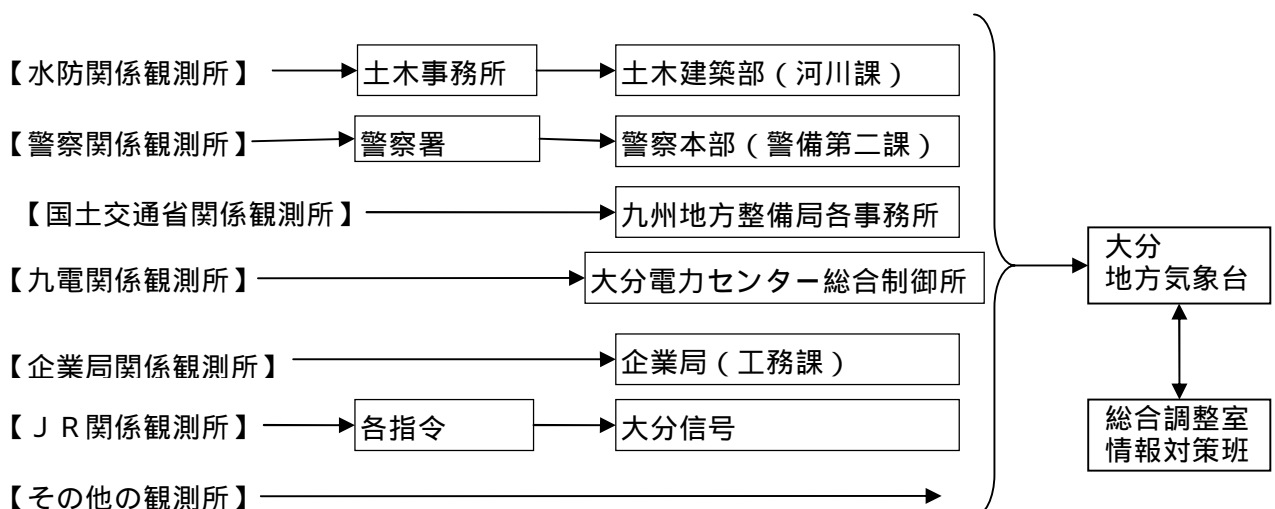 【水防関係観測所】 土木事務所 土木建築部（河川課）
【警察関係観測所】 警察署 警察本部（警備第二課）
【国土交通省関係観測所】 九州地方整備局各事務所
【九電関係観測所】 大分電力センター総合制御所
【企業局関係観測所】 企業局（工務課）
【ＪＲ関係観測所】 各指令 大分信号
【その他の観測所】
大分
地方気象台
総合調整室
情報対策班